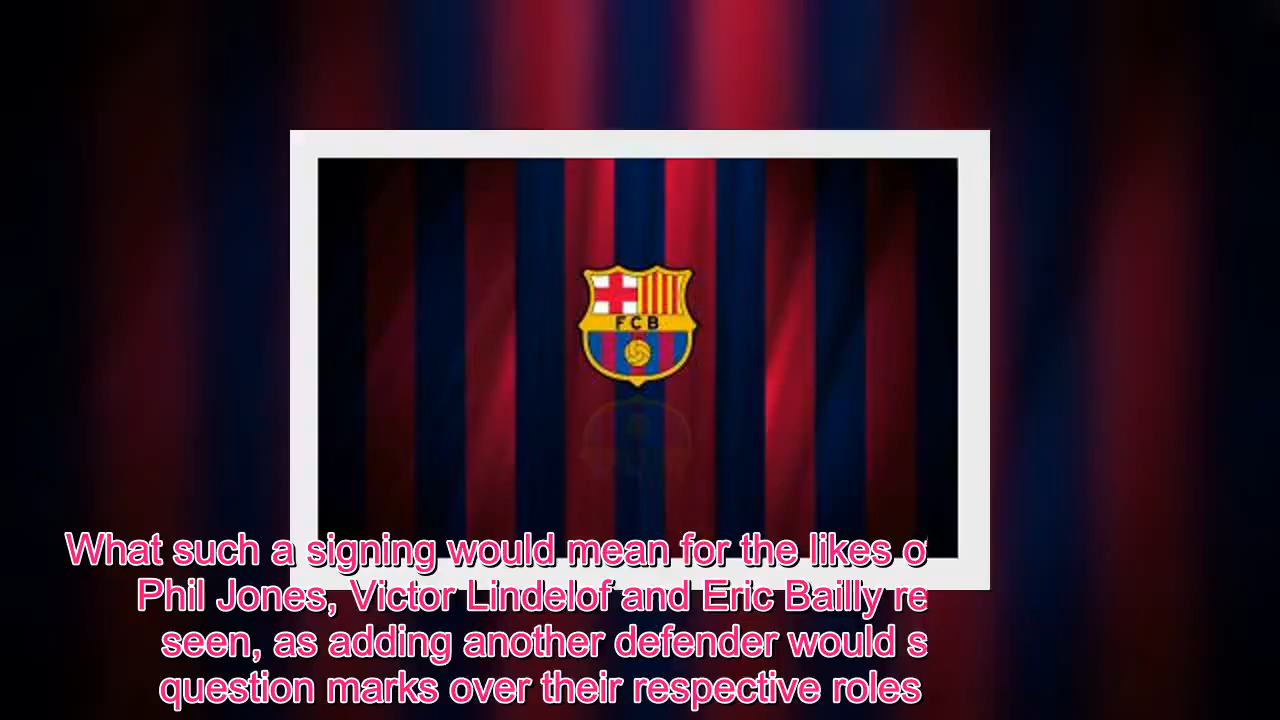 FCB
What such a signing would mean for the likes
Phil Jones, Victor Lindelof and Eric Bailly
seen, as adding another defender would
question marks over their respective roles